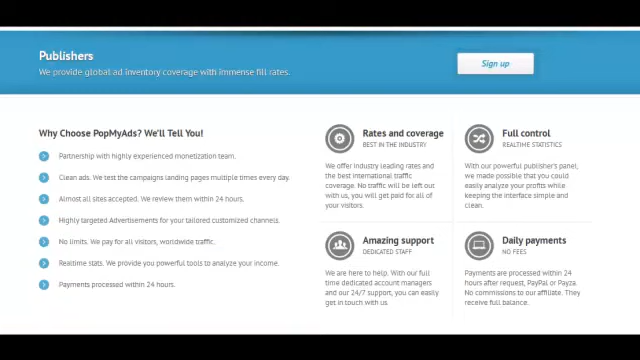 Publishers
We provide global ad inventory coverage with immense fill rates.
Sign up
Why Choose PopMyAds? We'll Tell You!
Partnership with highly experienced monetization team.
Clean ads. We test the campaigns landing pages multiple times every day.
Almost all sites accepted. We review them within 24 hours.
Highly targeted Advertisements for your tailored customized channels.
No limits. We pay for all visitors, worldwide traffic.
Realtime stats. We provide you powerful tools to analyze your income.
Payments processed within 24 hours.
Rates and coverage
BEST IN THE INDUSTRY
We offer industry leading rates and
the best international traffic
coverage. No traffic will be left out
with us, you will get paid for all of
your visitors.
Full control
REALTIME STATISTICS
With our powerful publisher's panel,
we made possible that you could
easily analyze your profits while
keeping the interface simple and
clean.
Amazing support
DEDICATED STAFF
We are here to help. With our full
time dedicated account managers
and our 24/7 support, you can easily
get in touch with us.
Daily payments
NO FEES
Payments are processed within 24
hours after request, PayPal or Payza.
No commissions to our affiliate. They
receive full balance.